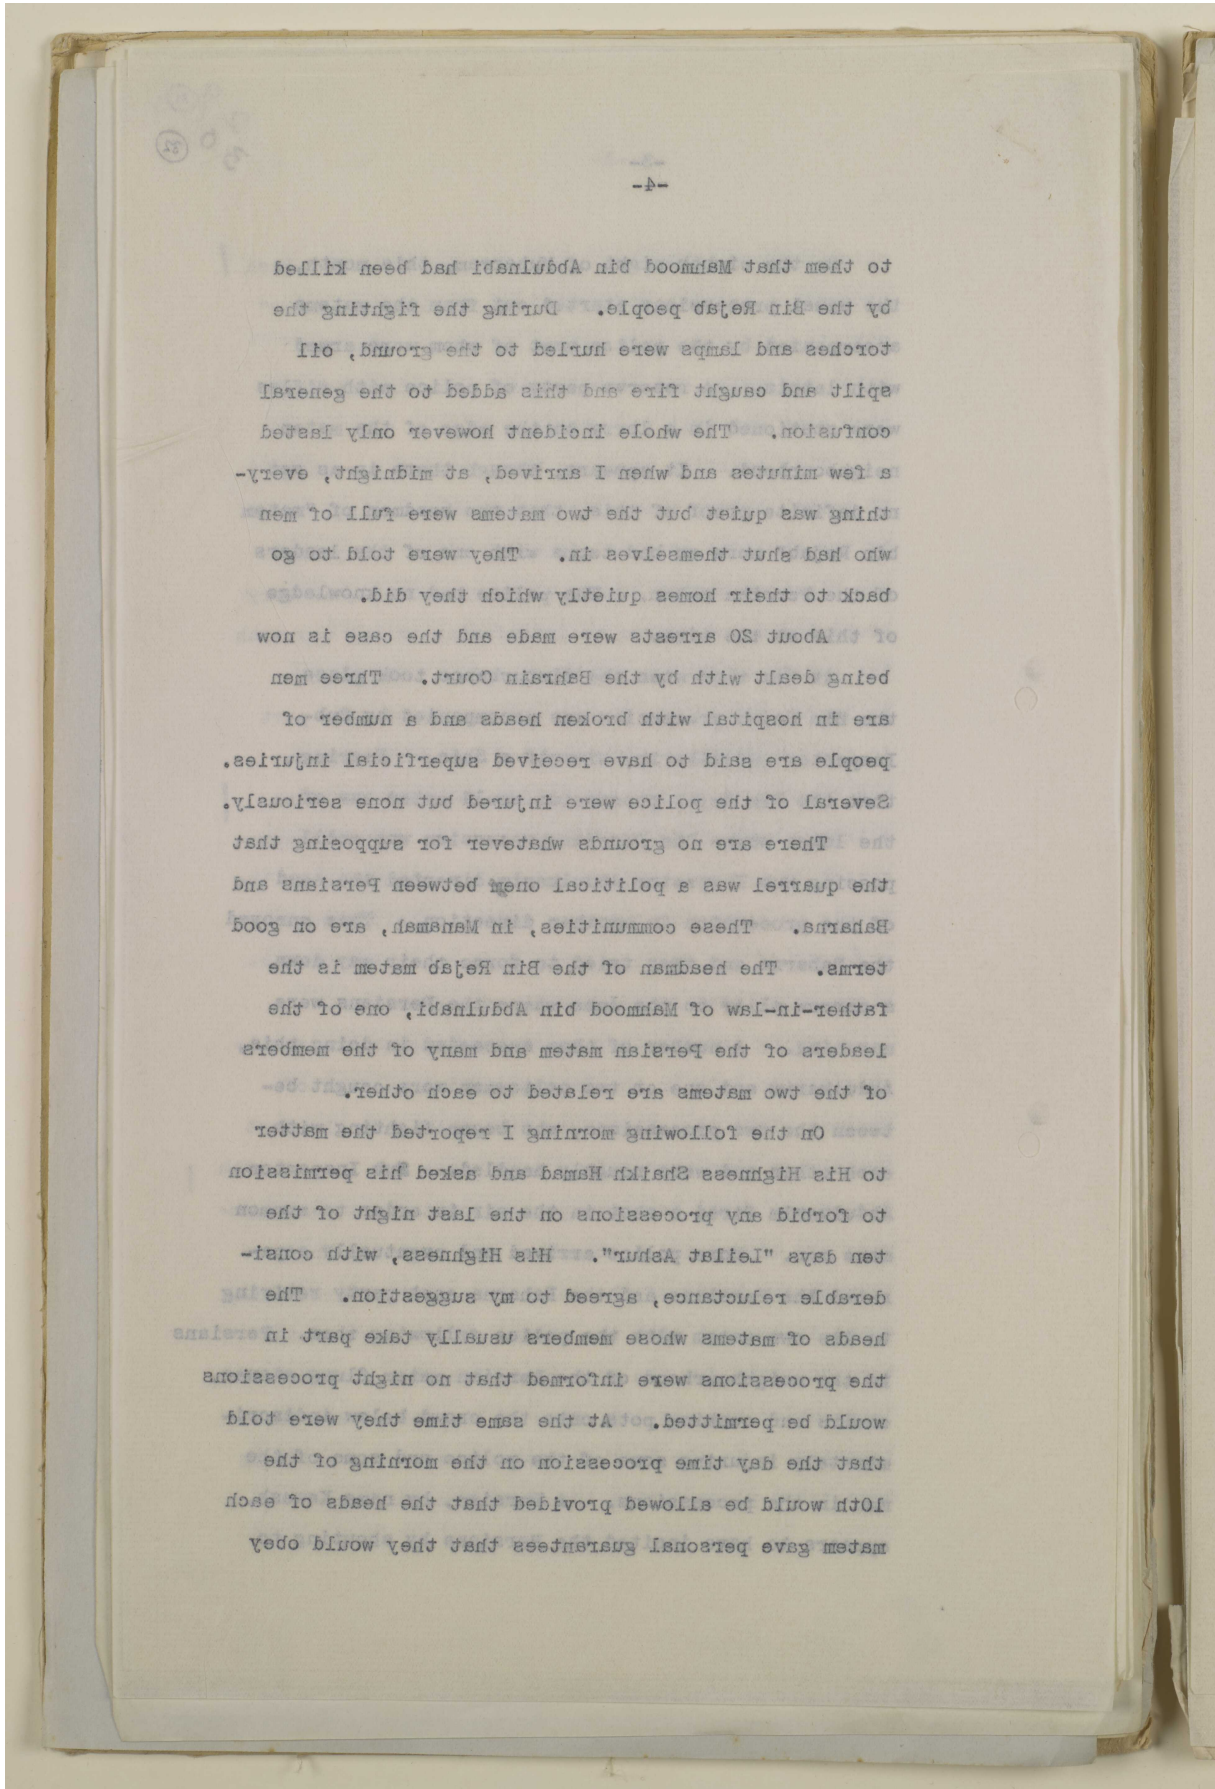 -4-
to them that Mahmood bin Abdulnabi had been killed
by the Bin Rejab people. During the fighting the
torches and lamps were hurled to the ground, oil
spilt and caught fire and this added to the general
confusion. The whole incident however only lasted
a few minutes and when I arrived, at midnight, every-
thing was quiet but the two matems were full of men
who had shut themselves in. They were told to go
back to their homes quietly which they did.
About 20 arrests were made and the case is now
being dealt with by the Bahrain Court. Three men
are in hospital with broken heads and a number of
people are said to have received superficial injuries.
Several of the police were injured but none seriously.
There are no grounds whatever for supposing that
the quarrel was a political one between Persians and
Baharna. These communities, in Manamah, are on good
terms. The headman of the Bin Rejab matem is the
father-in-law of Mahmood bin Abdulnabi, one of the
leaders of the Persian matem and many of the members
of the two matems are related to each other.
On the following morning I reported the matter
to His Highness Shaikh Hamad and asked his permission
to forbid any processions on the last night of the
ten days "Leilat Ashur". His Highness, with consi-
derable reluctance, agreed to my suggestion. The
heads of matems whose members usually take part in
the processions were informed that no night processions
would be permitted. At the same time they were told
that the day time procession on the morning of the
10th would be allowed provided that the heads of each
matem gave personal guarantees that they would obey